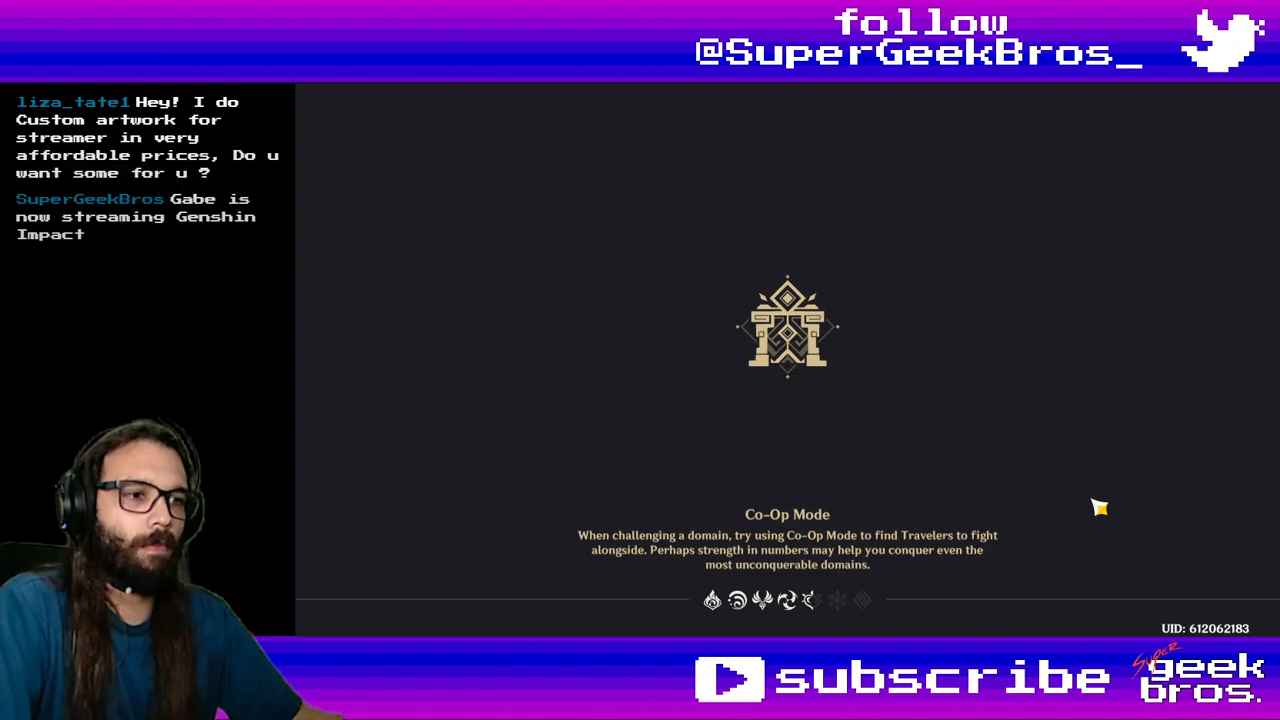 follow
@SuperGeekBros_
liza_tate1 Hey! I do
Custom artwork for
streamer in very
affordable prices, Do u
want some for u ?
SuperGeekBros Gabe is
now streaming Genshin
Impact
Co-Op Mode
When challenging a domain, try using Co-Op Mode to find Travelers to fight
alongside. Perhaps strength in numbers may help you conquer even the
most unconquerable domains.
UID: 612062183
subscribe
SUPER
geek
bros.